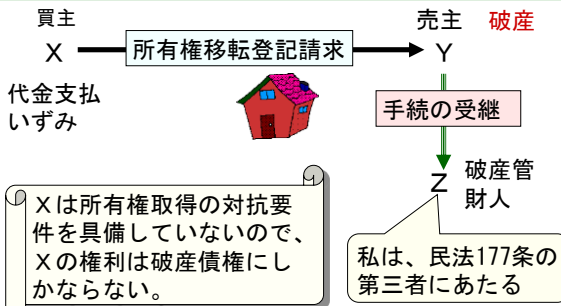 買主
X
代金支払
いずみ
所有権移転登記請求
売主 破産
Y
手続の受継
Z
破産管
財人
Xは所有権取得の対抗要
件を具備していないので、
Xの権利は破産債権にし
かならない。
私は、民法177条の
第三者にあたる